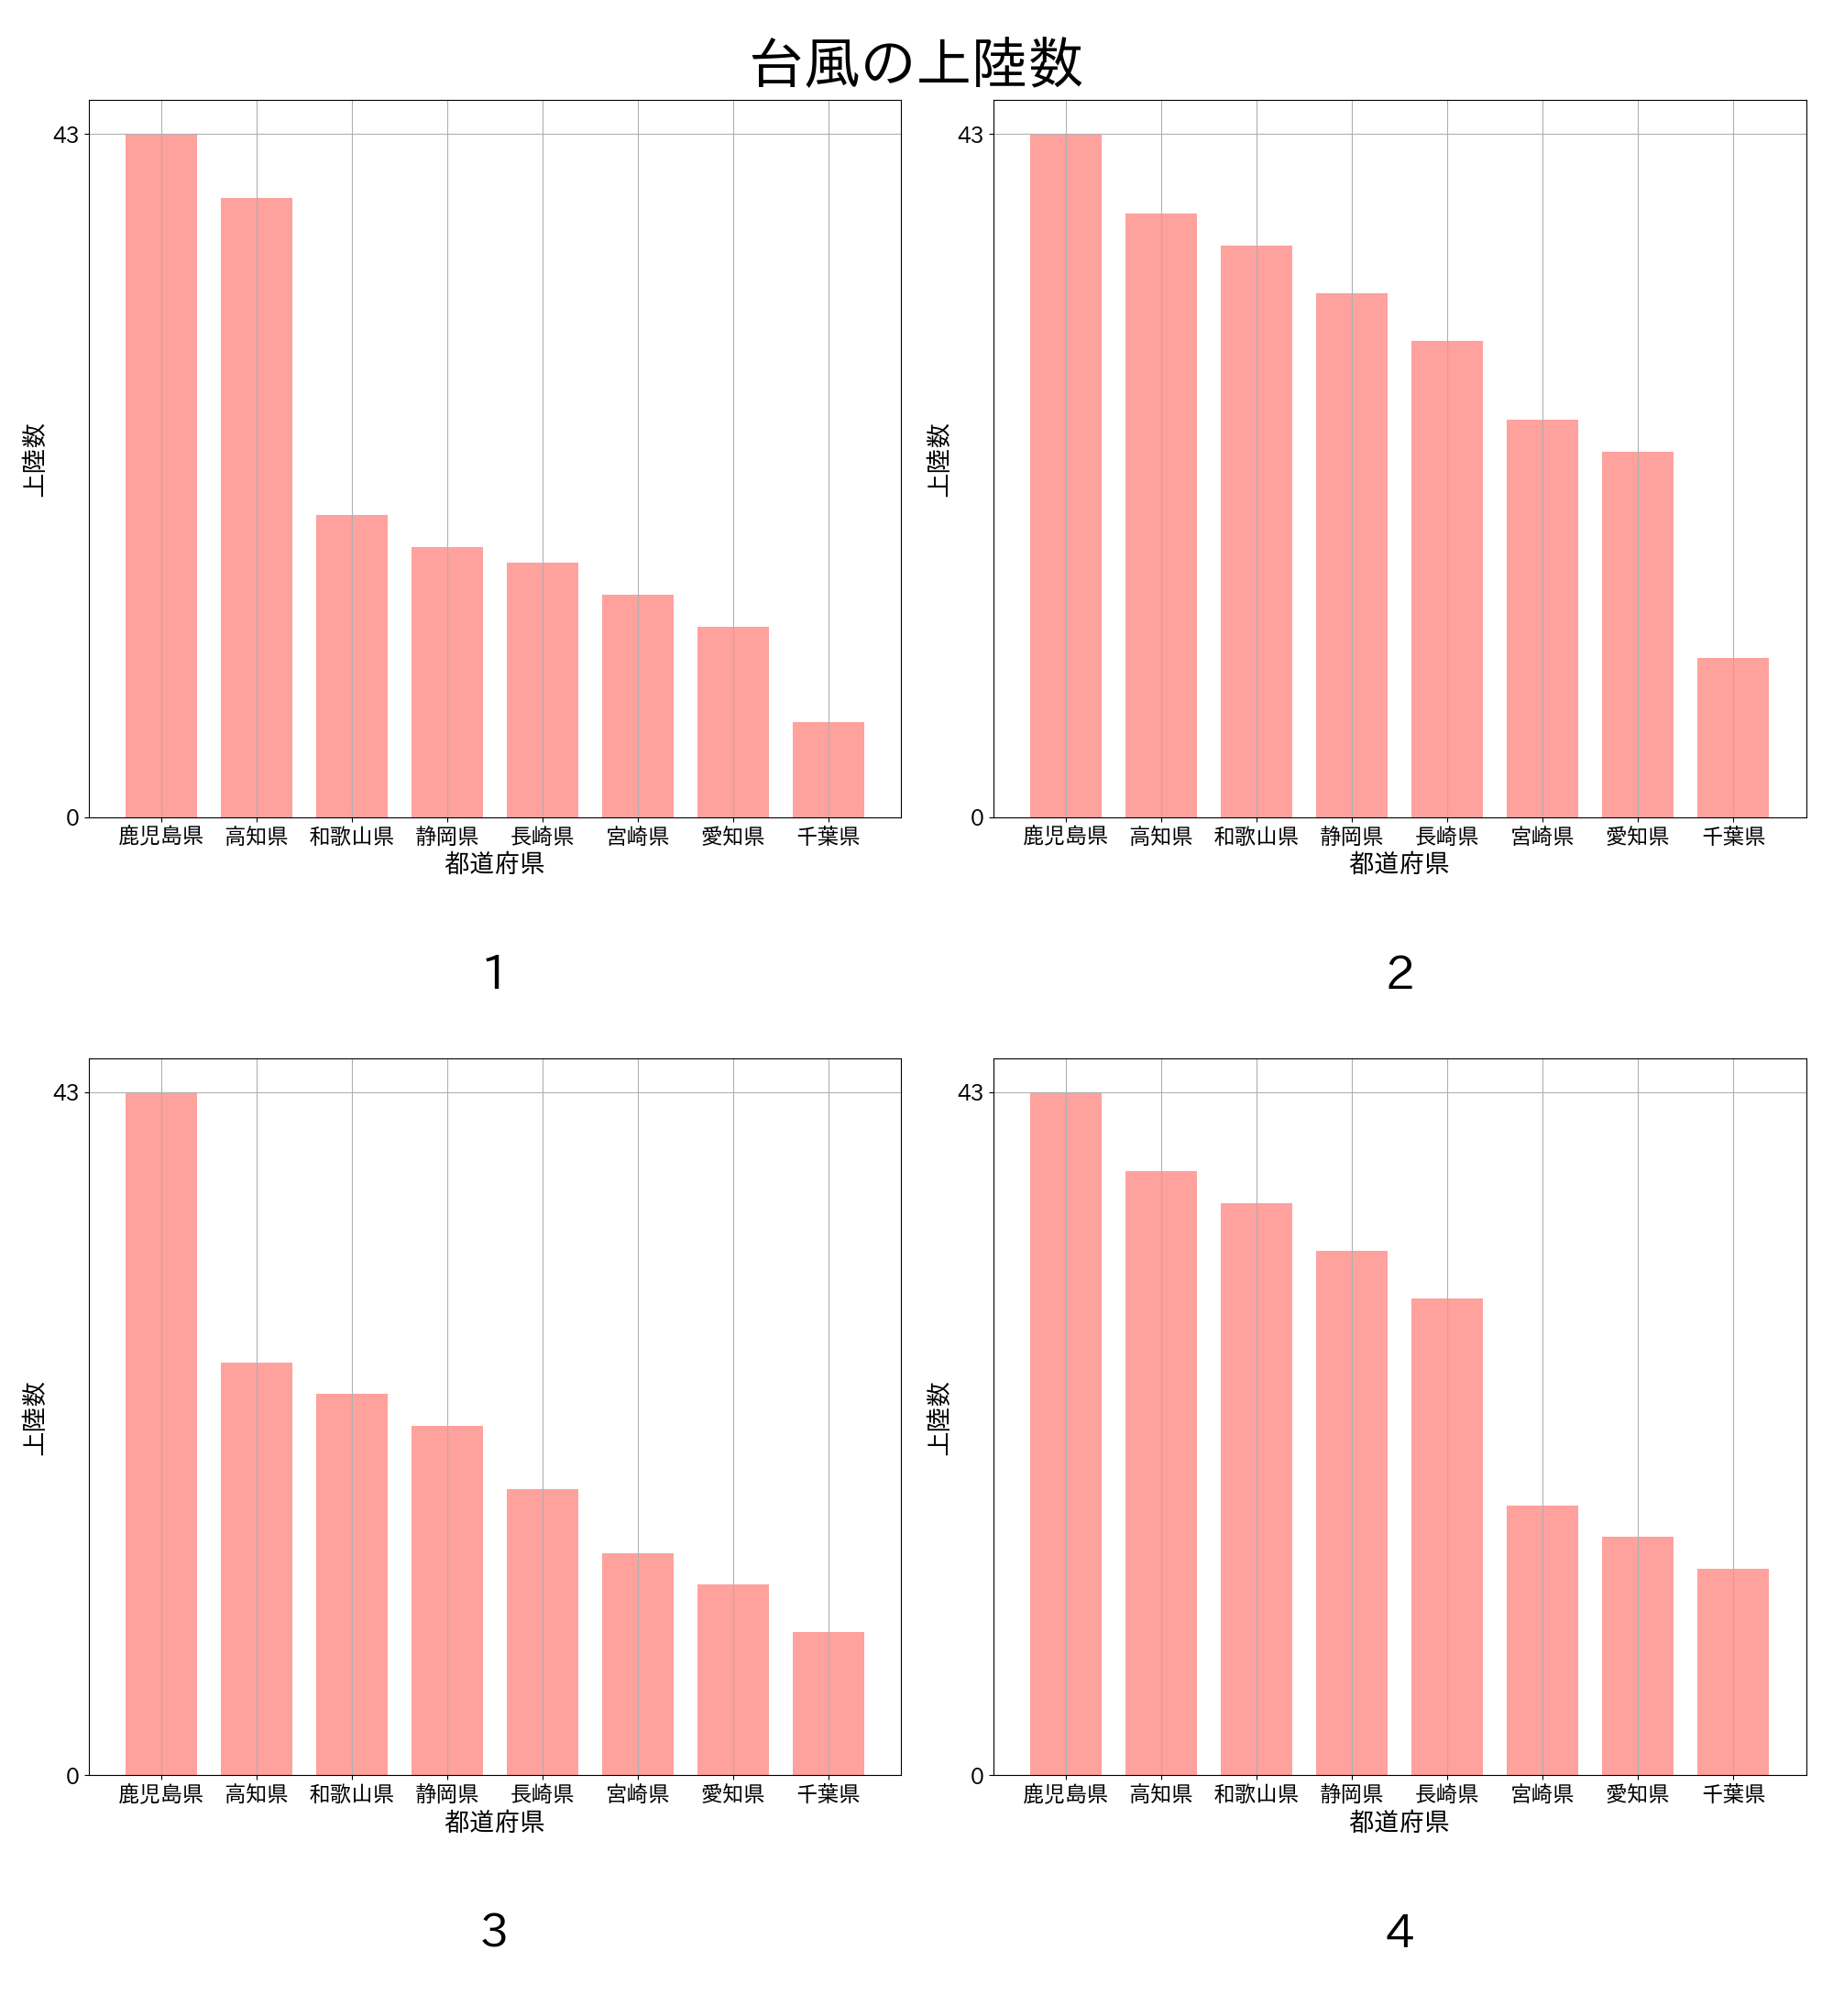 台風の上陸数
43
0
上陸数
鹿児島県 高知県 和歌山県 静岡県 長崎県 宮崎県 愛知県 千葉県
都道府県
1
43
0
上陸数
鹿児島県 高知県 和歌山県 静岡県 長崎県 宮崎県 愛知県 千葉県
都道府県
2
43
0
上陸数
鹿児島県 高知県 和歌山県 静岡県 長崎県 宮崎県 愛知県 千葉県
都道府県
3
43
0
上陸数
鹿児島県 高知県 和歌山県 静岡県 長崎県 宮崎県 愛知県 千葉県
都道府県
4